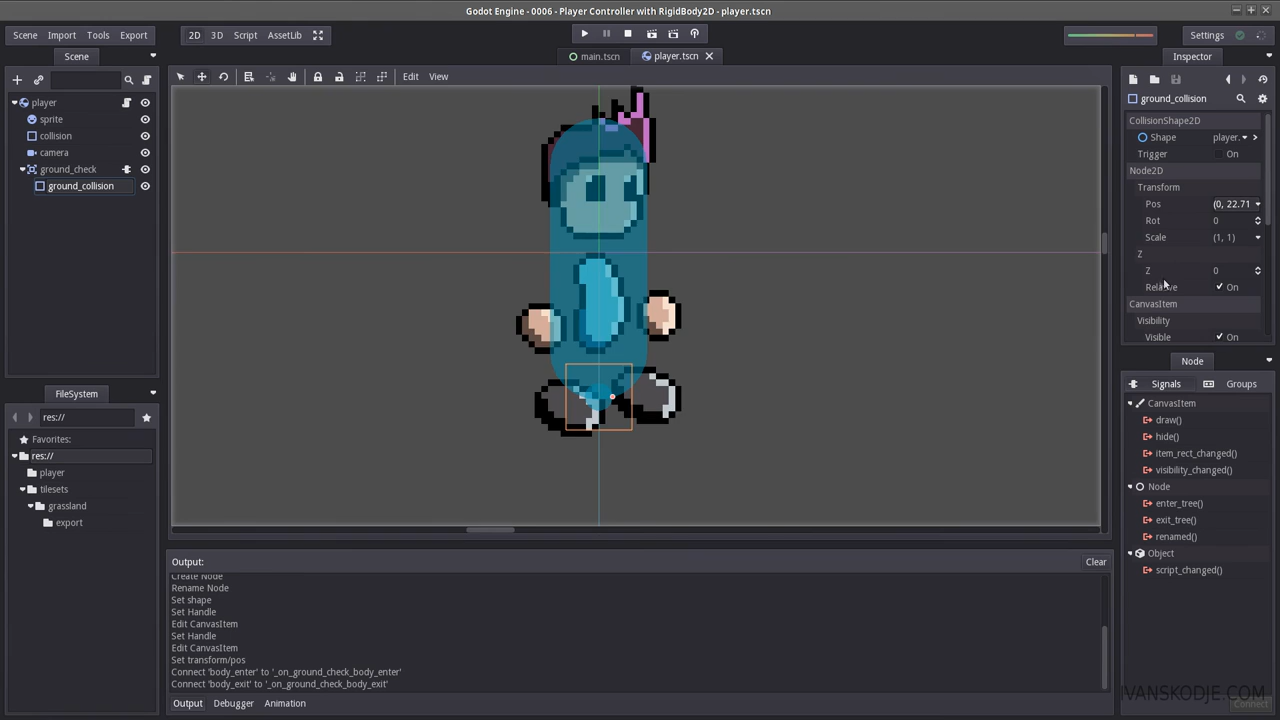 Godot Engine - 0006 - Player Controller with RigidBody2D - player.tscn
Scene Import Tools Export 2D 3D Script AssetLib Settings
Scene main.tscn player.tscn Inspector
Edit View
player
sprite
collision
camera
ground_check
ground_collision
ground_collision
CollisionShape2D
Shape player.
Trigger On
Node2D
Transform
Pos (0, 22.71
Rot 0
Scale (1, 1)
Z
Z 0
Relative On
CanvasItem
Visibility
Visible On
FileSystem
res://
Favorites:
res://
player
tilesets
grassland
export
Node
Signals Groups
CanvasItem
draw()
hide()
item_rect_changed()
visibility_changed()
Node
enter_tree()
exit_tree()
renamed()
Object
script_changed()
Output: Clear
Create Node
Rename Node
Set shape
Set Handle
Edit CanvasItem
Set Handle
Edit CanvasItem
Set transform/pos
Connect 'body_enter' to '_on_ground_check_body_enter'
Connect 'body_exit' to '_on_ground_check_body_exit'
Output Debugger Animation
IVANSKODJE.COM
Connect